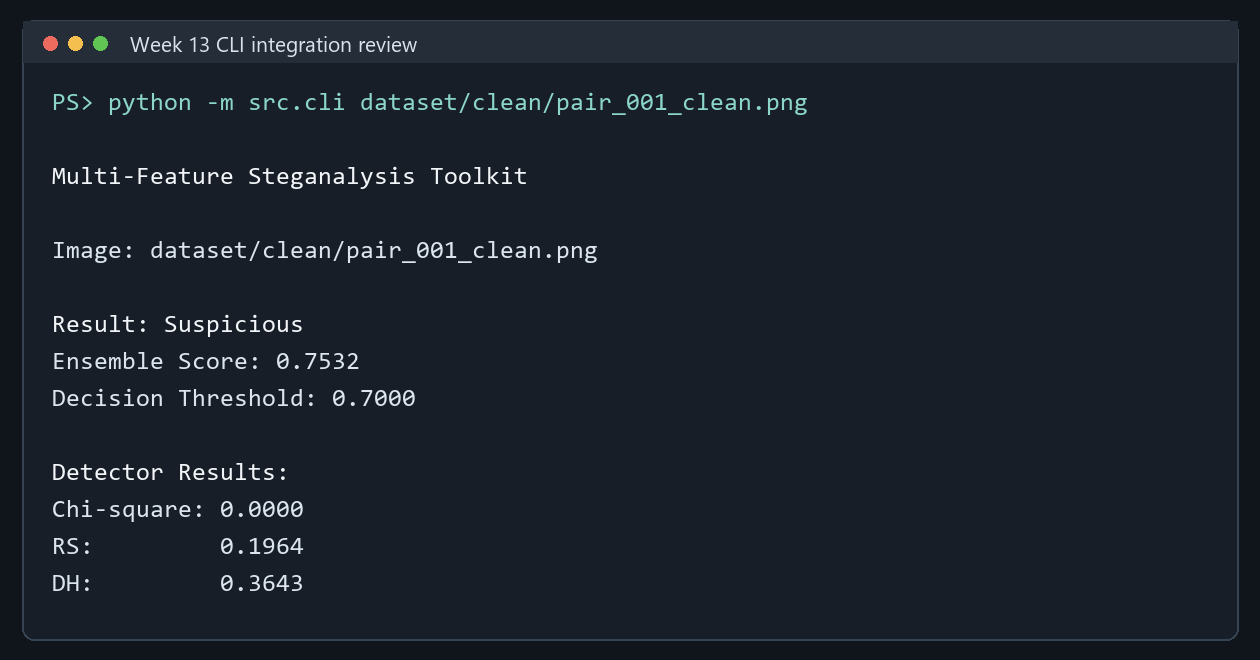 Week 13 CLI integration review
PS> python -m src.cli dataset/clean/pair_001_clean.png
Multi-Feature Steganalysis Toolkit
Image: dataset/clean/pair_001_clean.png
Result: Suspicious
Ensemble Score: 0.7532
Decision Threshold: 0.7000
Detector Results:
Chi-square: 0.0000
RS:         0.1964
DH:         0.3643